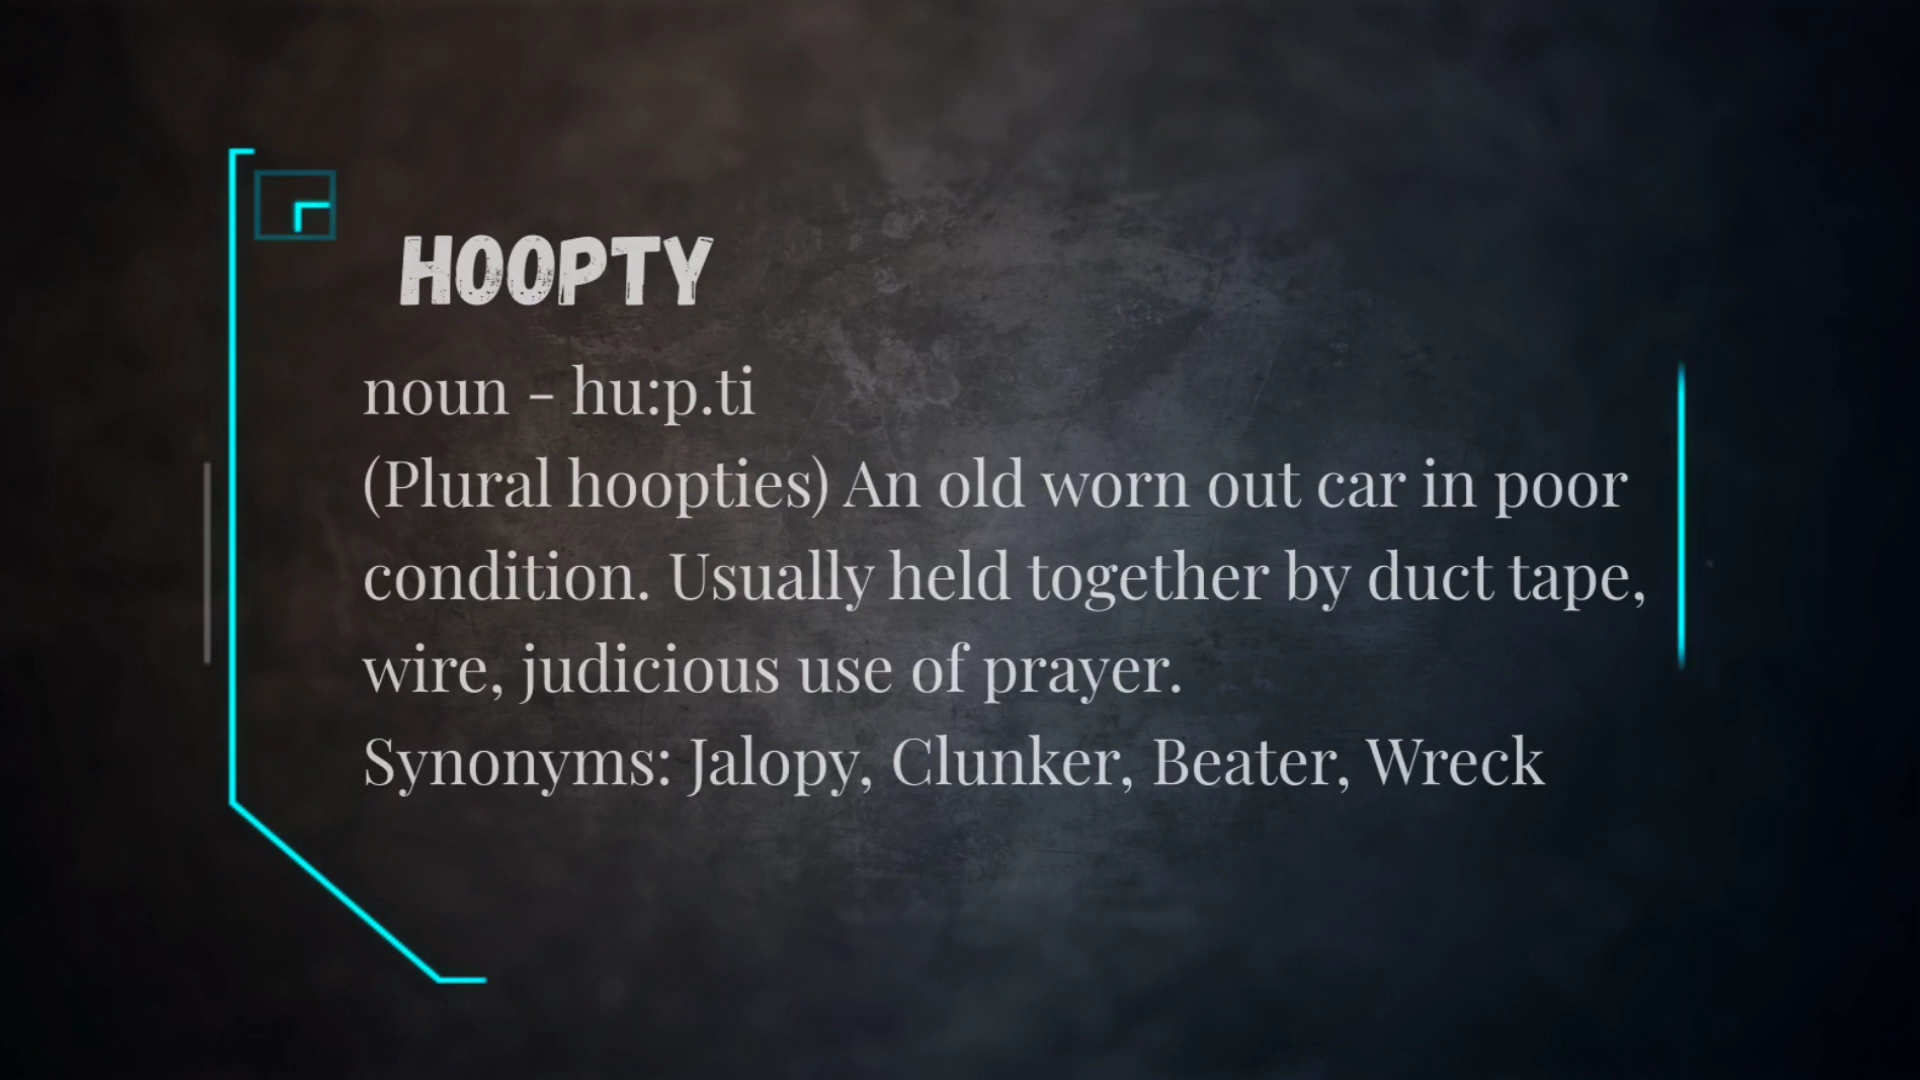 HOOPTY
noun - hu:p.ti
(Plural hoopties) An old worn out car in poor
condition. Usually held together by duct tape,
wire, judicious use of prayer.
Synonyms: Jalopy, Clunker, Beater, Wreck